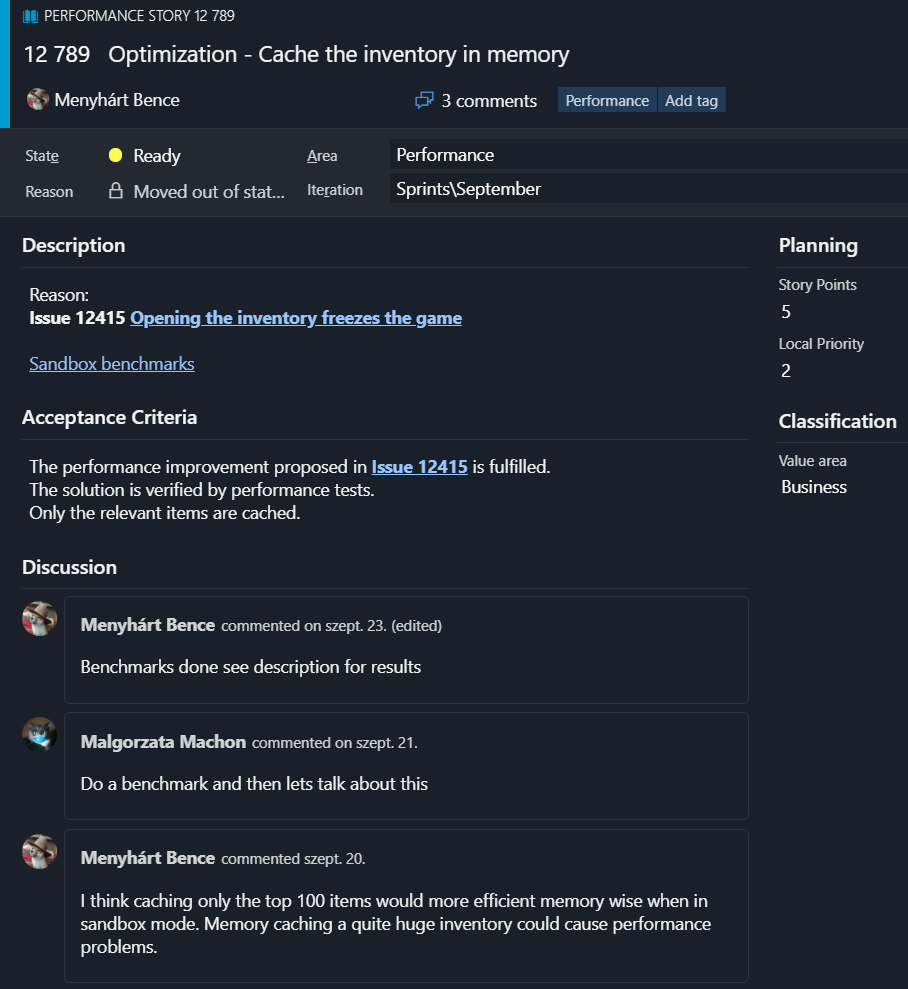 PERFORMANCE STORY 12 789
12 789 Optimization - Cache the inventory in memory
Menyhárt Bence
3 comments
Performance
Add tag
State
Ready
Area
Performance
Reason
Moved out of stat...
Iteration
Sprints\September
Description
Reason:
Issue 12415 Opening the inventory freezes the game
Sandbox benchmarks
Acceptance Criteria
The performance improvement proposed in Issue 12415 is fulfilled.
The solution is verified by performance tests.
Only the relevant items are cached.
Discussion
Menyhárt Bence commented on szept. 23. (edited)
Benchmarks done see description for results
Malgorzata Machon commented on szept. 21.
Do a benchmark and then lets talk about this
Menyhárt Bence commented szept. 20.
I think caching only the top 100 items would more efficient memory wise when in
sandbox mode. Memory caching a quite huge inventory could cause performance
problems.
Planning
Story Points
5
Local Priority
2
Classification
Value area
Business